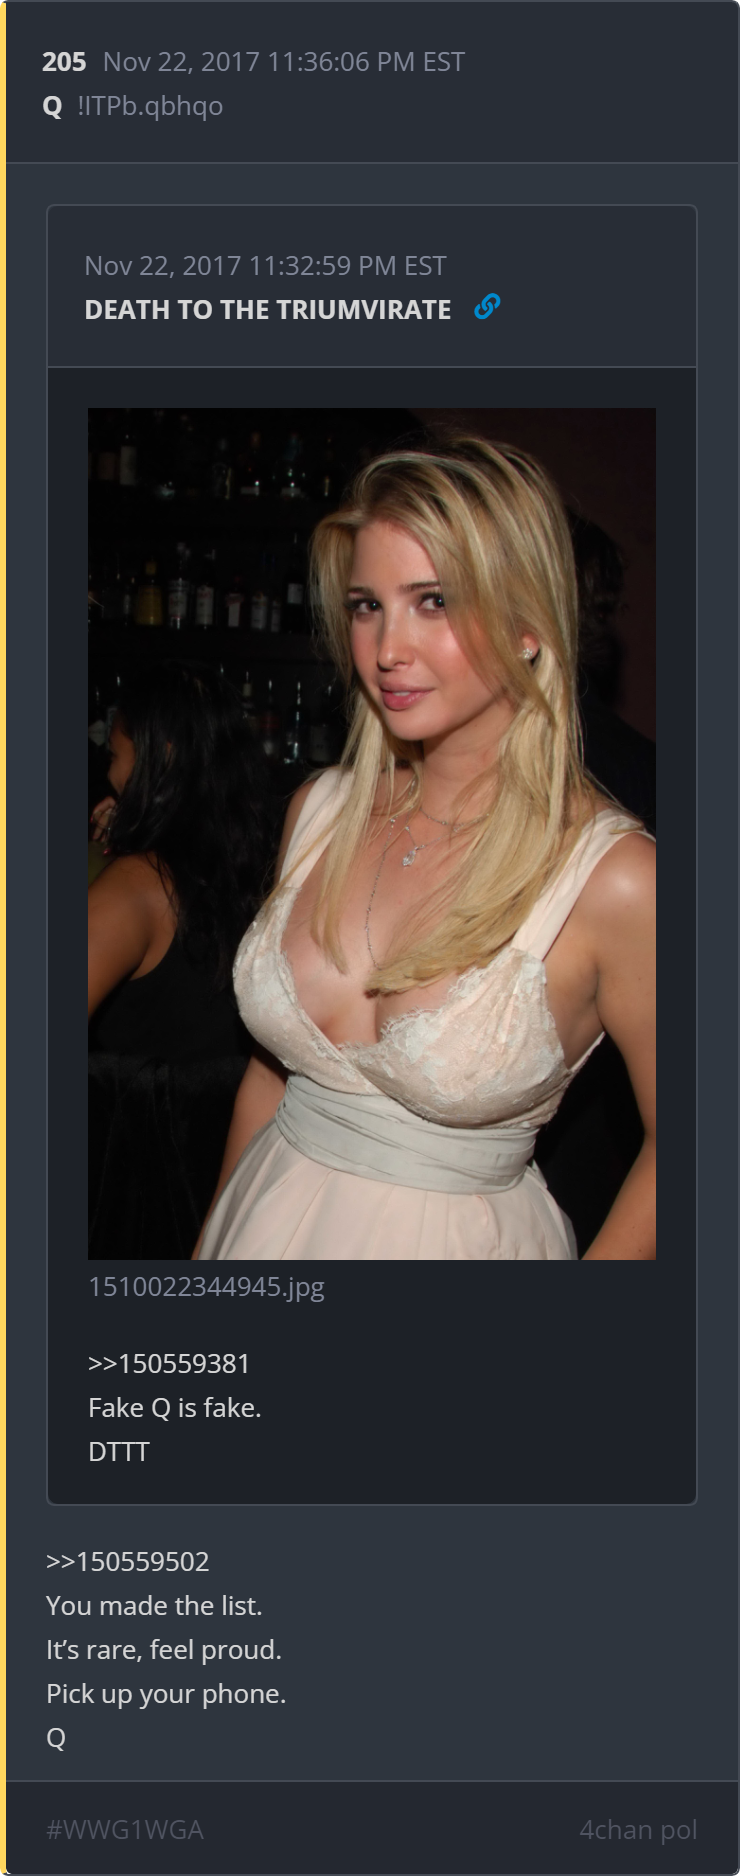 205 Nov 22, 2017 11:36:06 PM EST
Q !ITPb.qbhqo
Nov 22, 2017 11:32:59 PM EST
DEATH TO THE TRIUMVIRATE
1510022344945.jpg
>>150559381
Fake Q is fake.
DTTT
>>150559502
You made the list.
It’s rare, feel proud.
Pick up your phone.
Q
#WWG1WGA 4chan pol